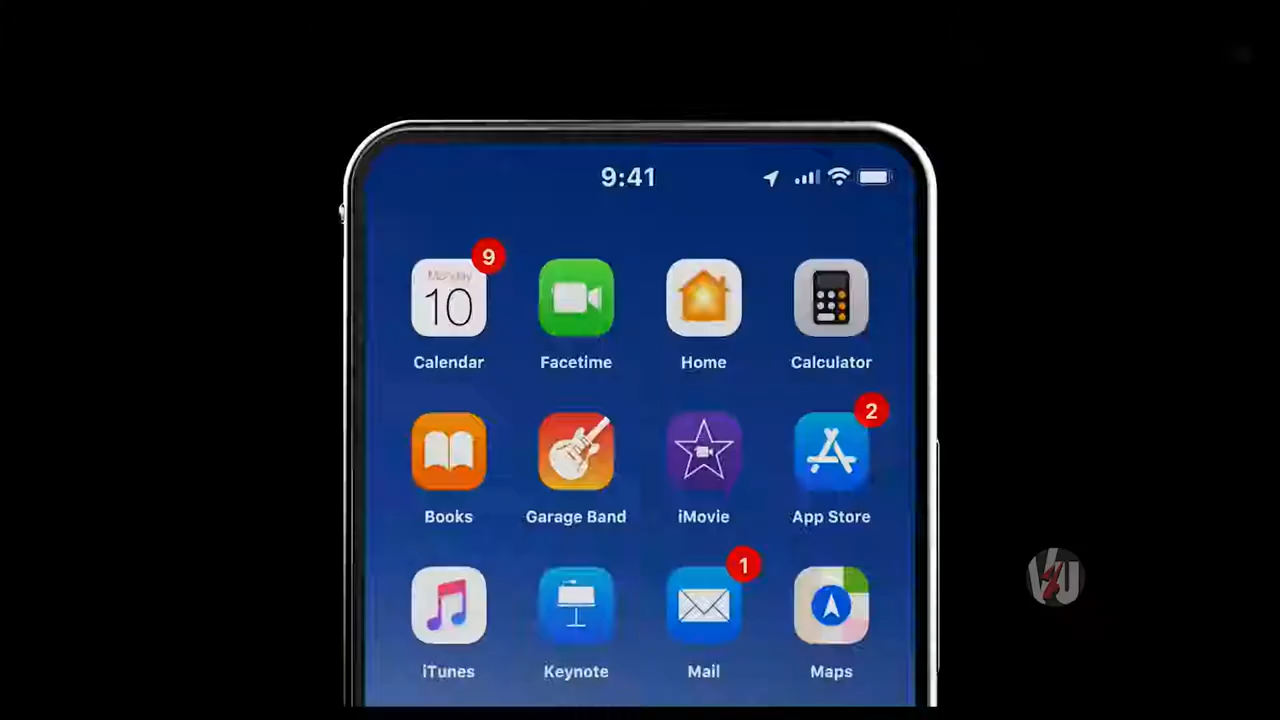 9:41
9
Monday
10
Calendar
Facetime
Home
Calculator
2
Books
Garage Band
iMovie
App Store
1
iTunes
Keynote
Mail
Maps
V4U